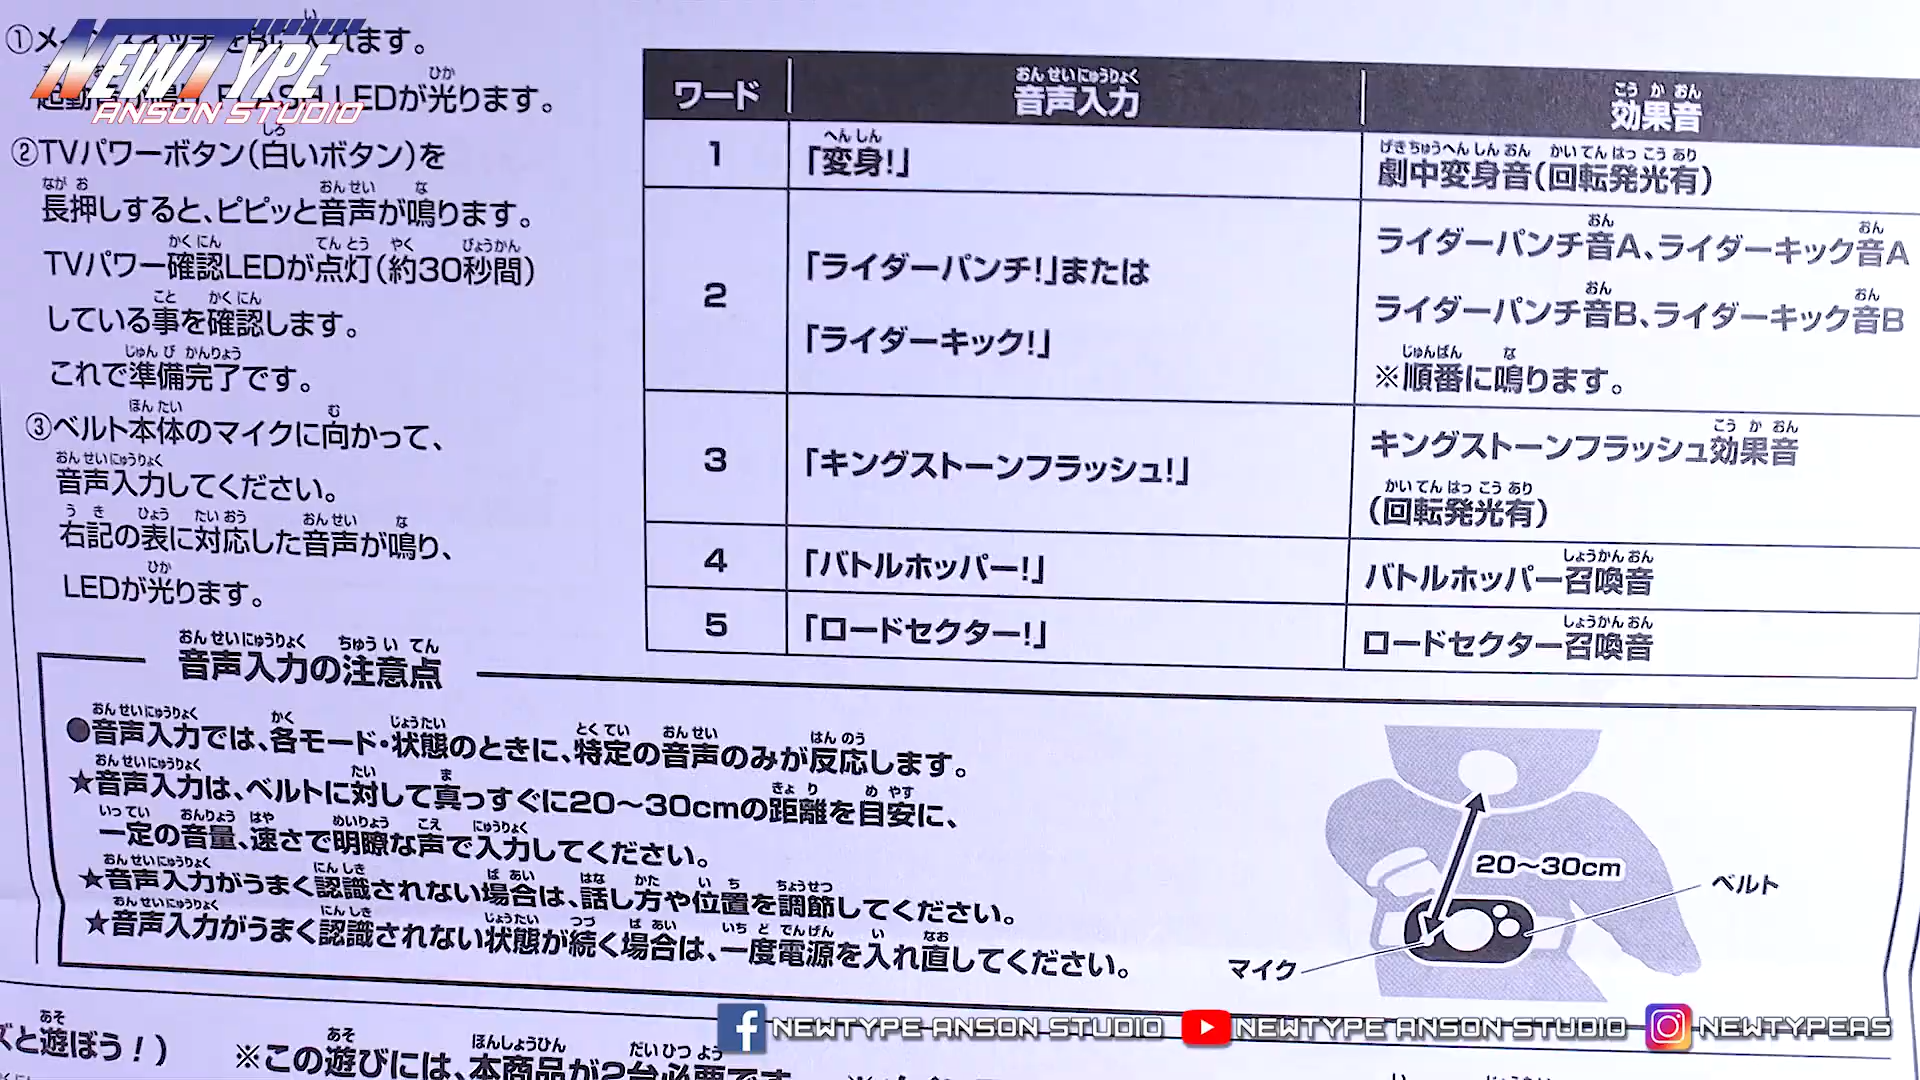 NEWTYPE
ANSON STUDIO
①メインスイッチをBに入れます。
LEDが光ります。
②TVパワーボタン(白いボタン)を
長押しすると、ピピッと音声が鳴ります。
TVパワー確認LEDが点灯(約30秒間)
している事を確認します。
これで準備完了です。
③ベルト本体のマイクに向かって、
音声入力してください。
右記の表に対応した音声が鳴り、
LEDが光ります。
ワード 音声入力 効果音
1 「変身!」 劇中変身音(回転発光有)
2 「ライダーパンチ!」または
「ライダーキック!」
ライダーパンチ音A、ライダーキック音A
ライダーパンチ音B、ライダーキック音B
※順番に鳴ります。
3 「キングストーンフラッシュ!」 キングストーンフラッシュ効果音
(回転発光有)
4 「バトルホッパー!」 バトルホッパー召喚音
5 「ロードセクター!」 ロードセクター召喚音
音声入力の注意点
●音声入力では、各モード・状態のときに、特定の音声のみが反応します。
★音声入力は、ベルトに対して真っすぐに20〜30cmの距離を目安に、
一定の音量、速さで明瞭な声で入力してください。
★音声入力がうまく認識されない場合は、話し方や位置を調節してください。
★音声入力がうまく認識されない状態が続く場合は、一度電源を入れ直してください。
20〜30cm
ベルト
マイク
ズと遊ぼう!)
※この遊びには、本商品が2台必要です
NEWTYPE ANSON STUDIO
NEWTYPE ANSON STUDIO
NEWTYPEAS